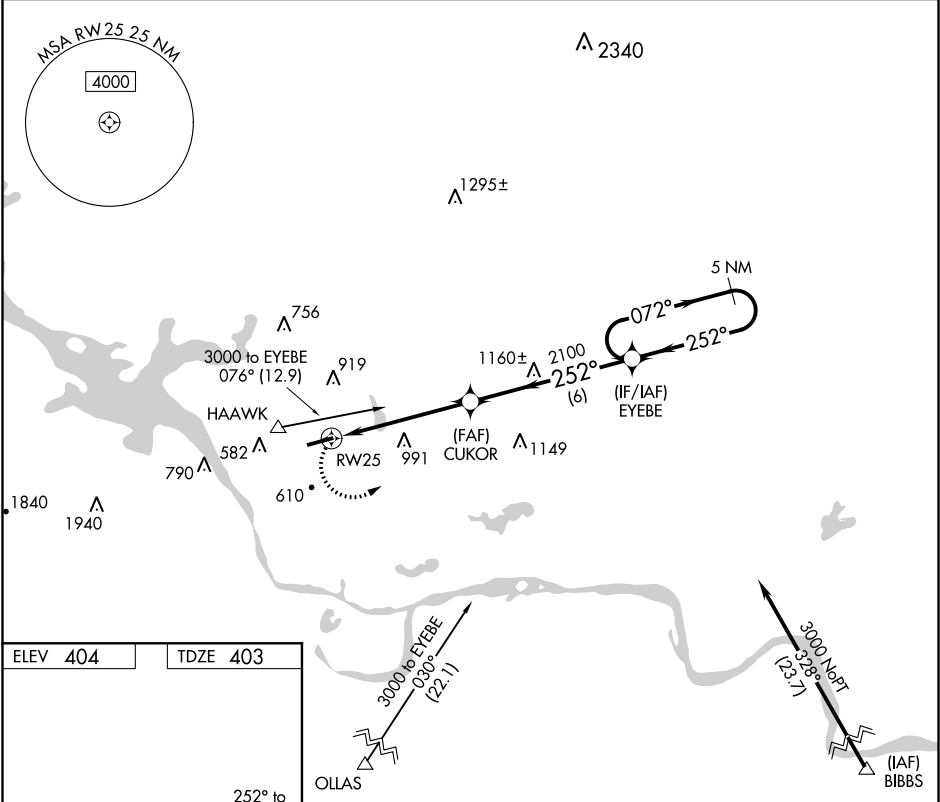 MSA RW25 25 NM
4000
2340
1295±
5 NM
072°
252°
756
3000 to EYEBE
076° (12.9)
919
1160±
2100
252°
(6)
(IF/IAF)
EYEBE
HAAWK
582
RW25
991
(FAF)
CUKOR
1149
790
610
1840
1940
ELEV 404
TDZE 403
3000 to EYEBE
030°
(22.1)
3000 NoPT
328°
(23.7)
OLLAS
(IAF)
BIBBS
252° to